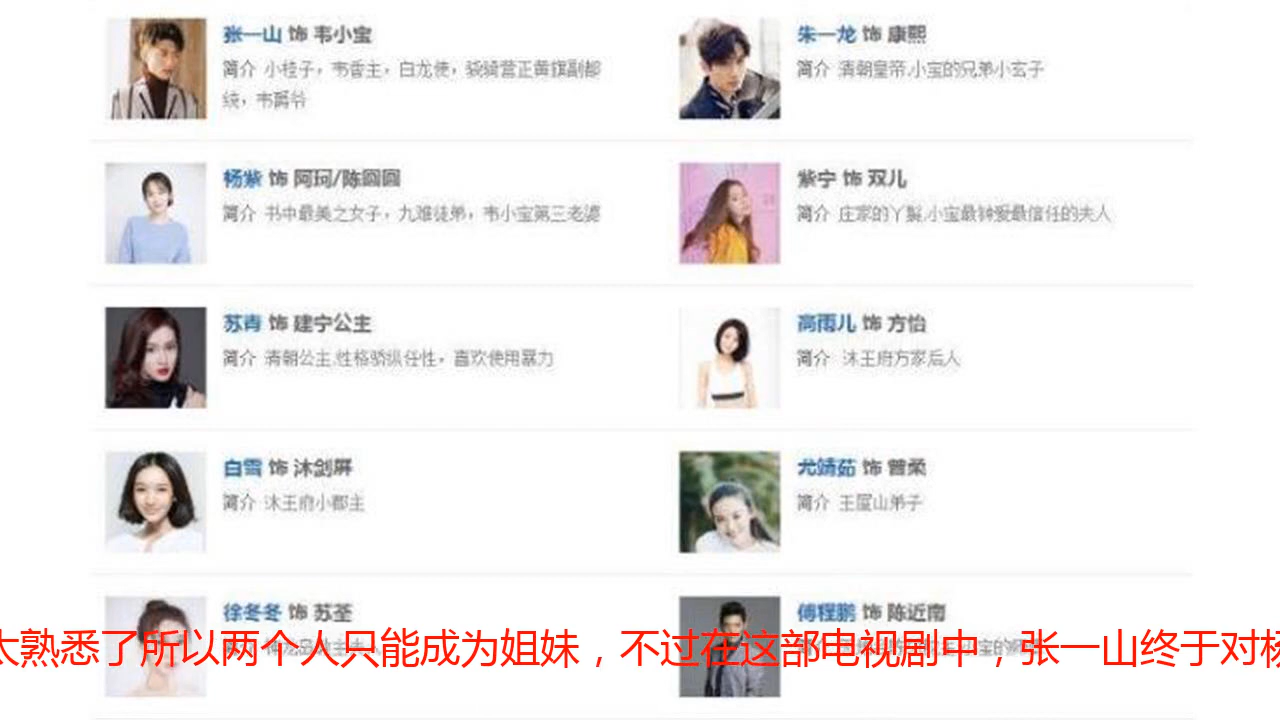 张一山 饰 韦小宝
简介 小桂子，韦香主，白龙使，骁骑营正黄旗副都
统，韦爵爷
朱一龙 饰 康熙
简介 清朝皇帝,小宝的兄弟小玄子
杨紫 饰 阿珂/陈圆圆
简介 书中最美之女子，九难徒弟，韦小宝第三老婆
紫宁 饰 双儿
简介 庄家的丫鬟,小宝最钟爱最信任的夫人
苏青 饰 建宁公主
简介 清朝公主,性格骄纵任性，喜欢使用暴力
高雨儿 饰 方怡
简介 沐王府方家后人
白雪 饰 沐剑屏
简介 沐王府小郡主
尤靖茹 饰 曾柔
简介 王屋山弟子
徐冬冬 饰 苏荃
傅程鹏 饰 陈近南
太熟悉了所以两个人只能成为姐妹，不过在这部电视剧中，张一山终于对杨